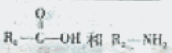 O
R₁—C—OH 和 R₂—NH₂